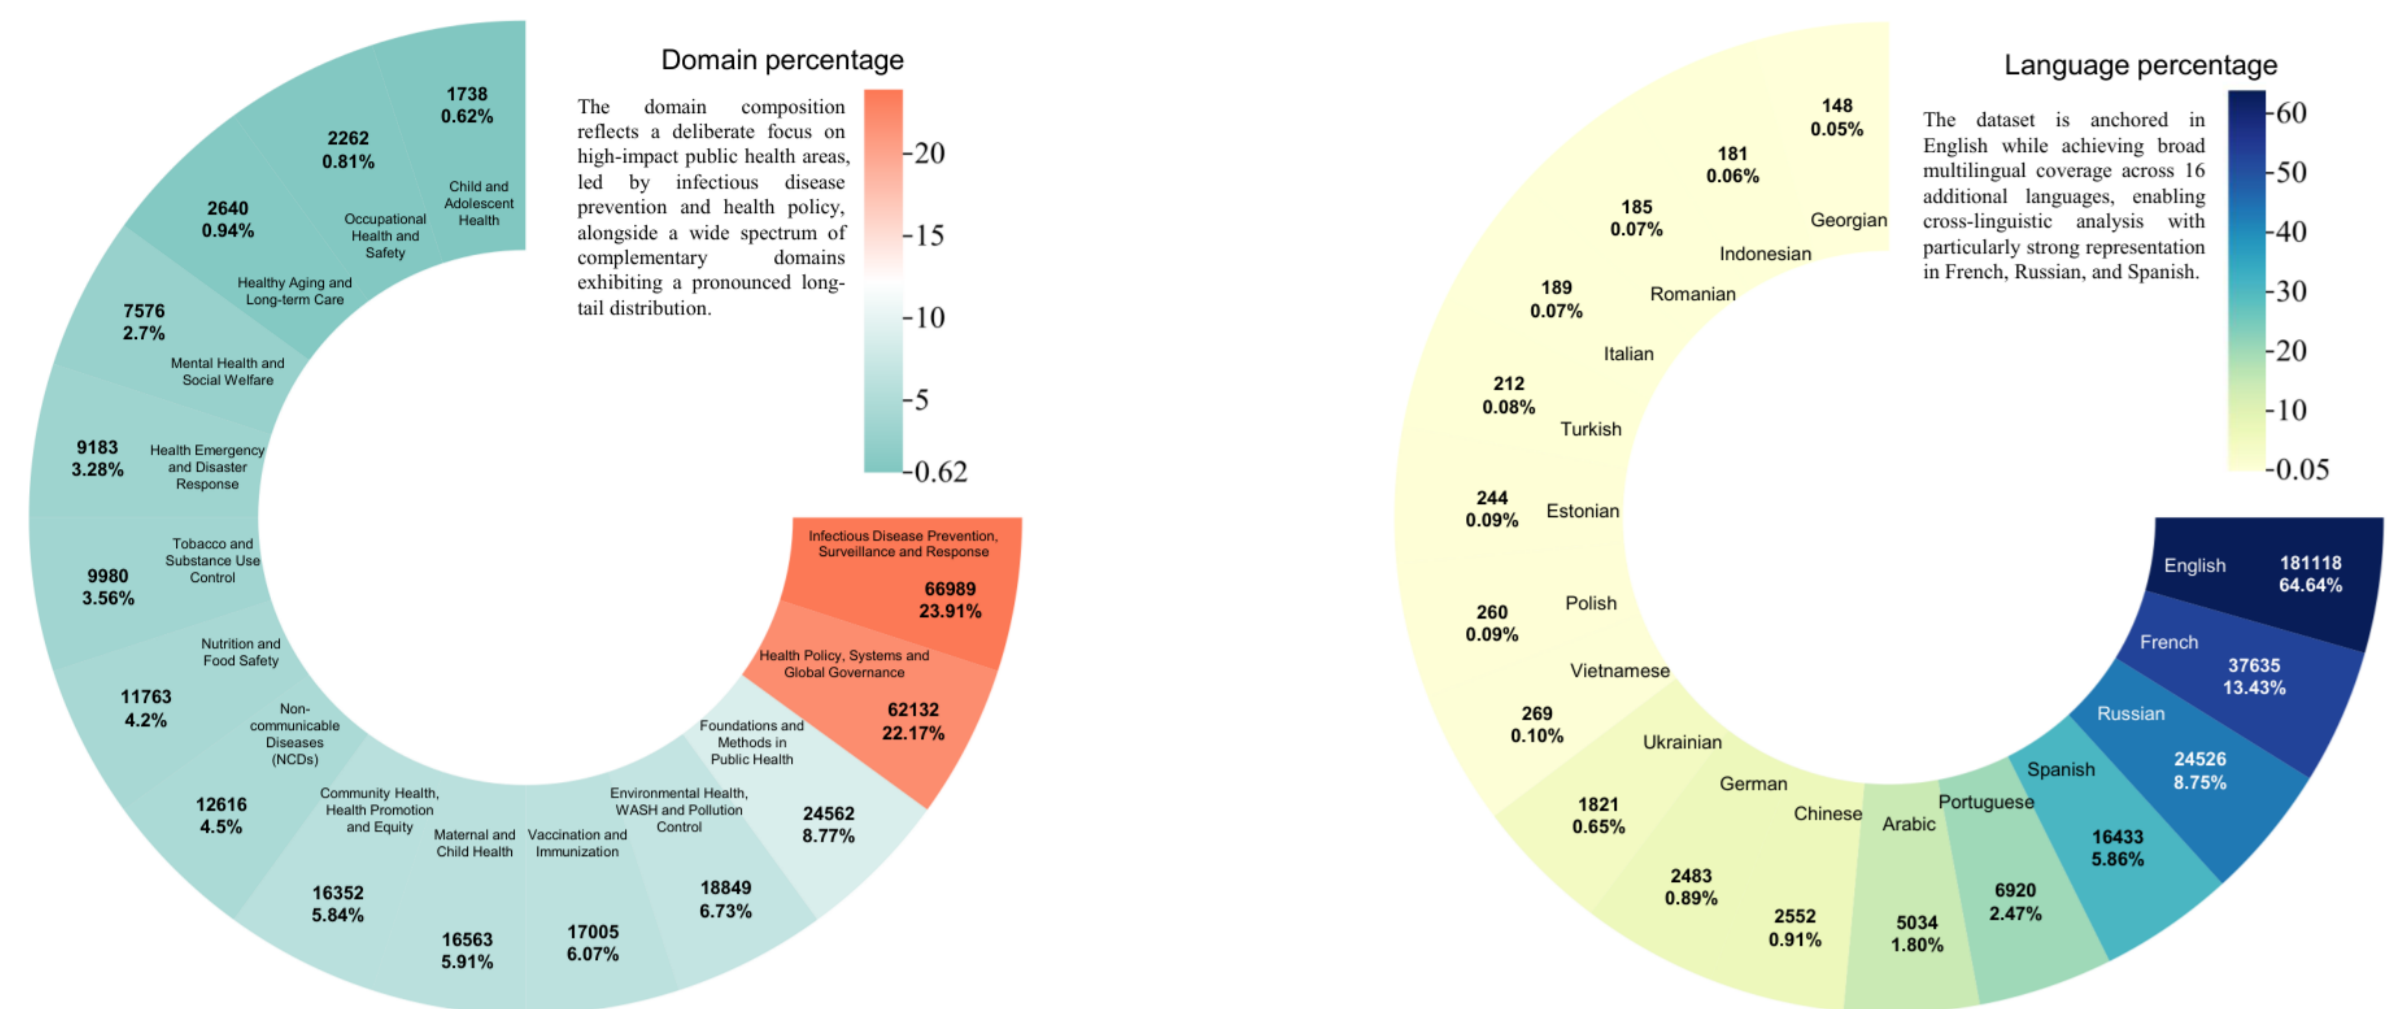 Domain percentage
The domain composition
reflects a deliberate focus on
high-impact public health areas,
led by infectious disease
prevention and health policy,
alongside a wide spectrum of
complementary domains
exhibiting a pronounced long-
tail distribution.
20
15
10
5
0.62
1738
0.62%
Child and
Adolescent
Health
2262
0.81%
Occupational
Health and
Safety
2640
0.94%
Healthy Aging and
Long-term Care
7576
2.7%
Mental Health and
Social Welfare
9183
3.28%
Health Emergency
and Disaster
Response
9980
3.56%
Tobacco and
Substance Use
Control
11763
4.2%
Nutrition and
Food Safety
12616
4.5%
Non-
communicable
Diseases
(NCDs)
16352
5.84%
Community Health,
Health Promotion
and Equity
16563
5.91%
Maternal and
Child Health
17005
6.07%
Vaccination and
Immunization
18849
6.73%
Environmental Health,
WASH and Pollution
Control
24562
8.77%
Foundations and
Methods in
Public Health
62132
22.17%
Health Policy, Systems and
Global Governance
Infectious Disease Prevention,
Surveillance and Response
66989
23.91%
Language percentage
The dataset is anchored in
English while achieving broad
multilingual coverage across 16
additional languages, enabling
cross-linguistic analysis with
particularly strong representation
in French, Russian, and Spanish.
60
50
40
30
20
10
0.05
148
0.05%
Georgian
181
0.06%
Indonesian
185
0.07%
Romanian
189
0.07%
Italian
212
0.08%
Turkish
244
0.09%
Estonian
260
0.09%
Polish
269
0.10%
Vietnamese
1821
0.65%
Ukrainian
2483
0.89%
German
2552
0.91%
Chinese
5034
1.80%
Arabic
6920
2.47%
Portuguese
16433
5.86%
Spanish
24526
8.75%
Russian
37635
13.43%
French
181118
64.64%
English